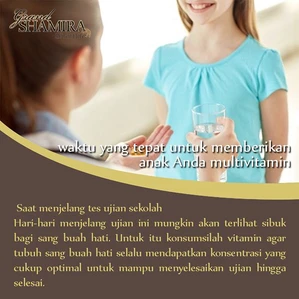 Grand
SHAMIRA
waktu yang tepat untuk memberikan
anak Anda multivitamin
Saat menjelang tes ujian sekolah
Hari-hari menjelang ujian ini mungkin akan terlihat sibuk
bagi sang buah hati. Untuk itu konsumsilah vitamin agar
tubuh sang buah hati selalu mendapatkan konsentrasi yang
cukup optimal untuk mampu menyelesaikan ujian hingga
selesai.